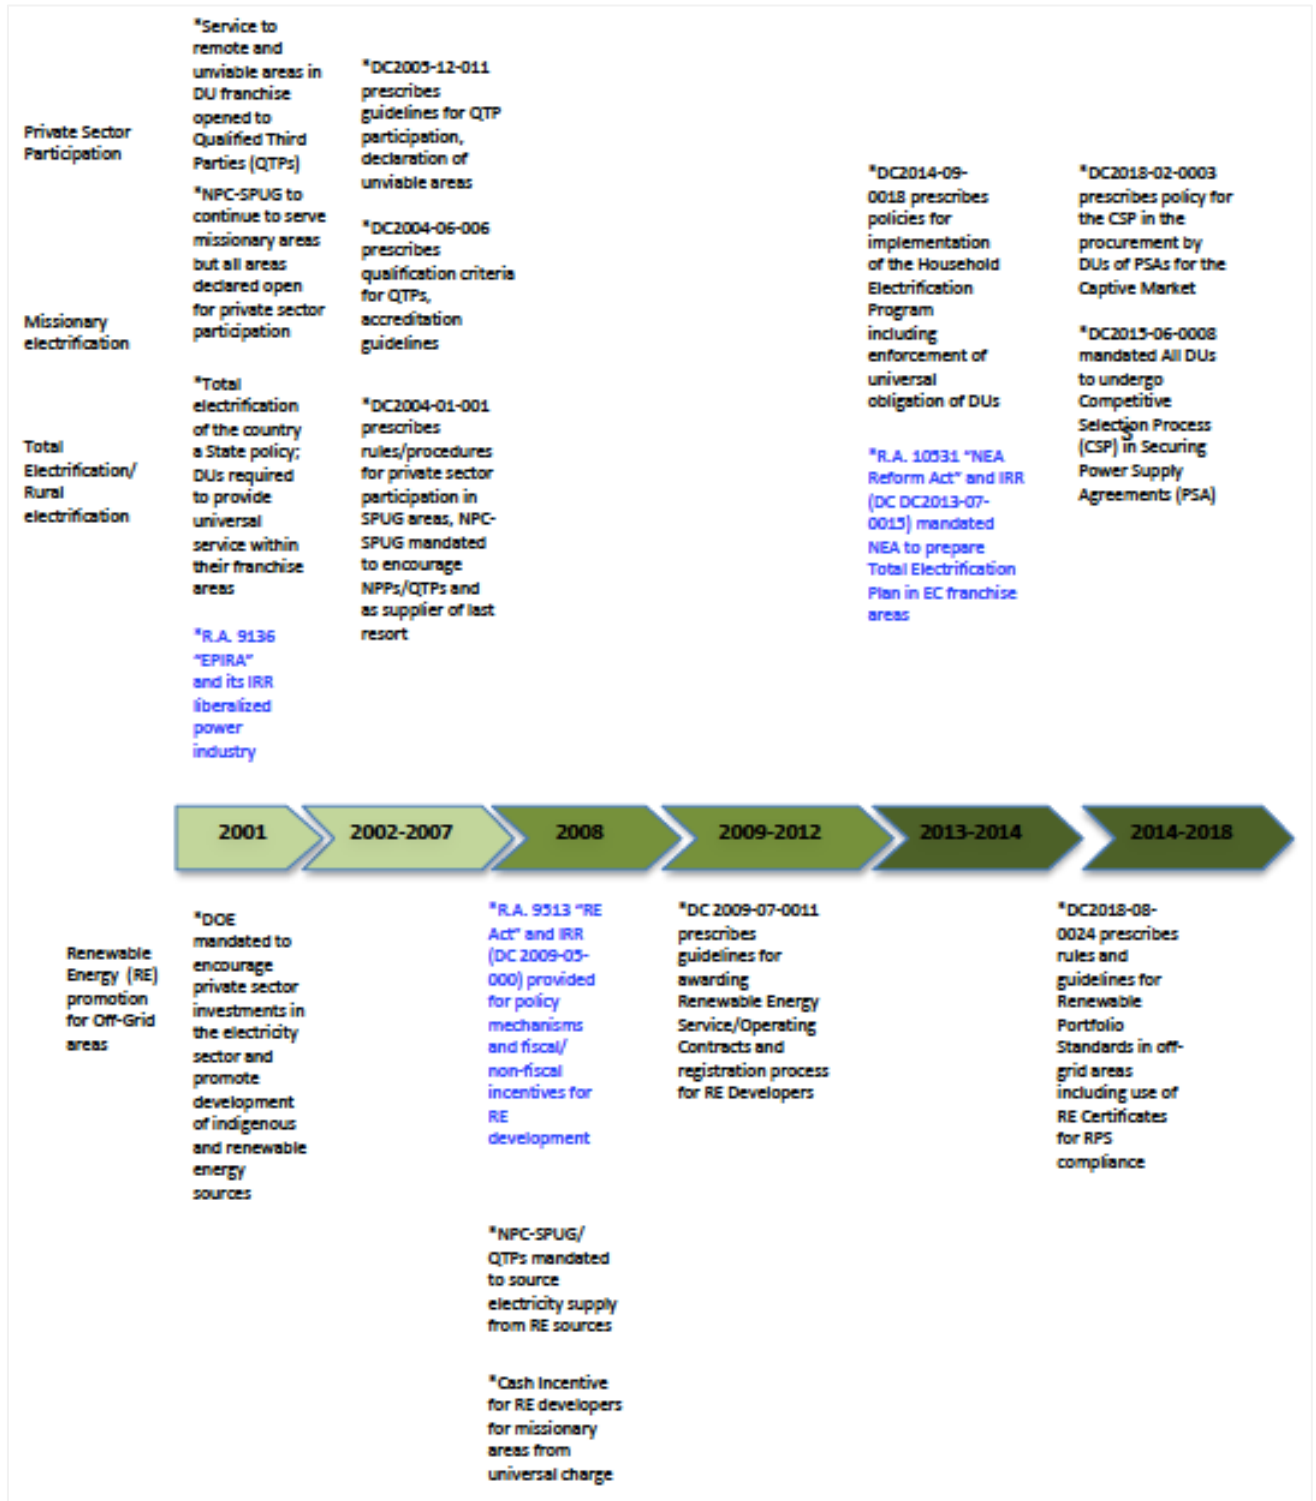 Private Sector
Participation
Missionary
electrification
Total
Electrification/
Rural
electrification
*Service to
remote and
unviable areas in
DU franchise
opened to
Qualified Third
Parties (QTPs)
*NPC-SPUG to
continue to serve
missionary areas
but all areas
declared open
for private sector
participation
*Total
electrification
of the country
a State policy;
DUs required
to provide
universal
service within
their franchise
areas
*R.A. 9136
“EPIRA”
and its IRR
liberalized
power
industry
*DC2005-12-011
prescribes
guidelines for QTP
participation,
declaration of
unviable areas
*DC2004-06-006
prescribes
qualification criteria
for QTPs,
accreditation
guidelines
*DC2004-01-001
prescribes
rules/procedures
for private sector
participation in
SPUG areas, NPC-
SPUG mandated
to encourage
NPPs/QTPs and
as supplier of last
resort
*DC2014-09-
0018 prescribes
policies for
implementation
of the Household
Electrification
Program
including
enforcement of
universal
obligation of DUs
*R.A. 10531 “NEA
Reform Act” and IRR
(DC DC2013-07-
0015) mandated
NEA to prepare
Total Electrification
Plan in EC franchise
areas
*DC2018-02-0003
prescribes policy for
the CSP in the
procurement by
DUs of PSAs for the
Captive Market
*DC2015-06-0008
mandated All DUs
to undergo
Competitive
Selection Process
(CSP) in Securing
Power Supply
Agreements (PSA)
S
2001
2002-2007
2008
2009-2012
2013-2014
2014-2018
Renewable
Energy (RE)
promotion
for Off-Grid
areas
*DOE
mandated to
encourage
private sector
investments in
the electricity
sector and
promote
development
of indigenous
and renewable
energy
sources
*R.A. 9513 “RE
Act” and IRR
(DC 2009-05-
000) provided
for policy
mechanisms
and fiscal/
non-fiscal
incentives for
RE
development
*NPC-SPUG/
QTPs mandated
to source
electricity supply
from RE sources
*Cash Incentive
for RE developers
for missionary
areas from
universal charge
*DC 2009-07-0011
prescribes
guidelines for
awarding
Renewable Energy
Service/Operating
Contracts and
registration process
for RE Developers
*DC2018-08-
0024 prescribes
rules and
guidelines for
Renewable
Portfolio
Standards in off-
grid areas
including use of
RE Certificates
for RPS
compliance